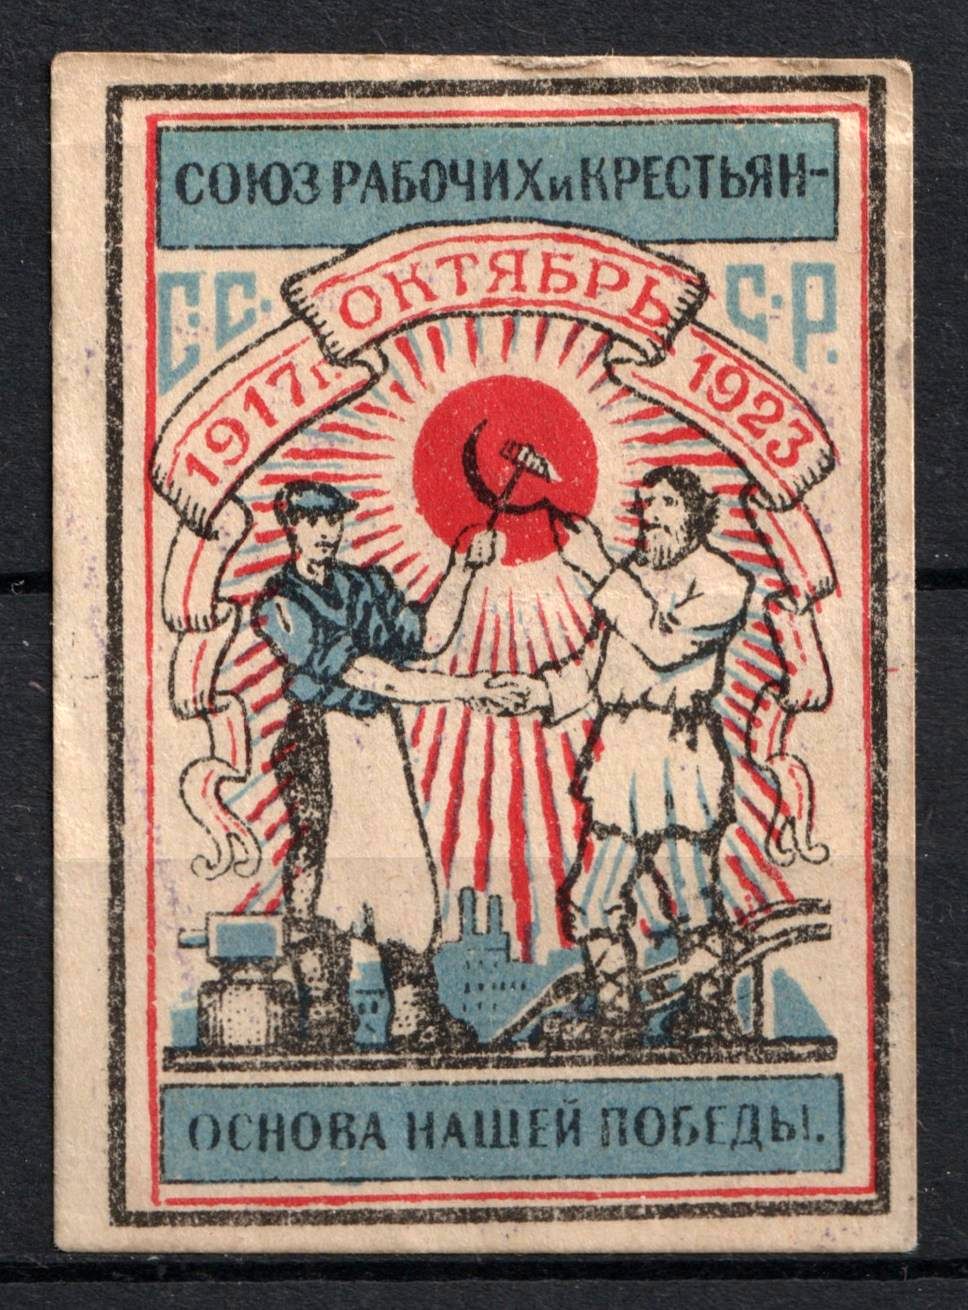 СОЮЗ РАБОЧИХ и КРЕСТЬЯН-
С.С.С.Р.
1917г. ОКТЯБРЬ 1923
ОСНОВА НАШЕЙ ПОБЕДЫ.